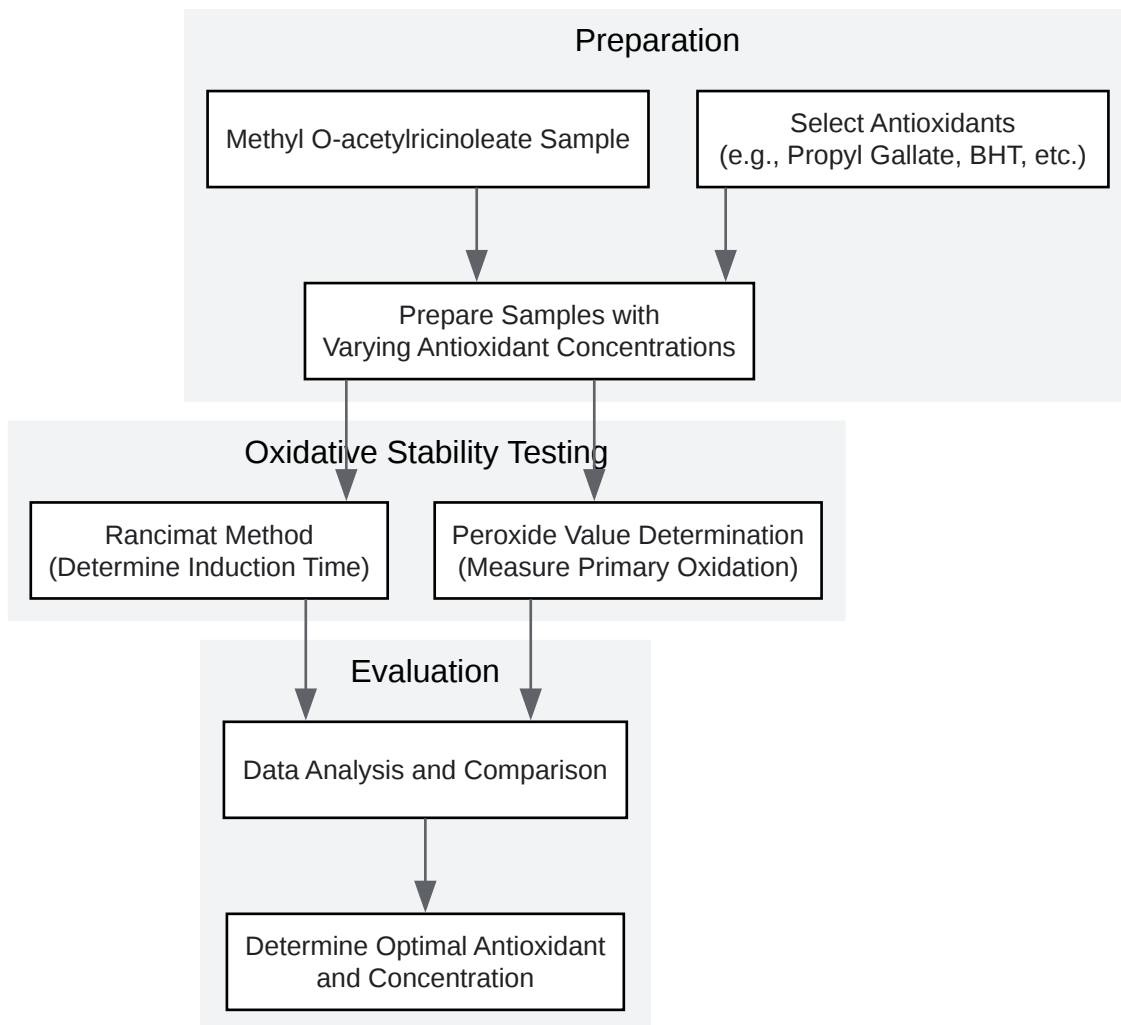 Preparation
Methyl O-acetylricinoleate Sample
Select Antioxidants
(e.g., Propyl Gallate, BHT, etc.)
Prepare Samples with
Varying Antioxidant Concentrations
Oxidative Stability Testing
Rancimat Method
(Determine Induction Time)
Peroxide Value Determination
(Measure Primary Oxidation)
Evaluation
Data Analysis and Comparison
Determine Optimal Antioxidant
and Concentration